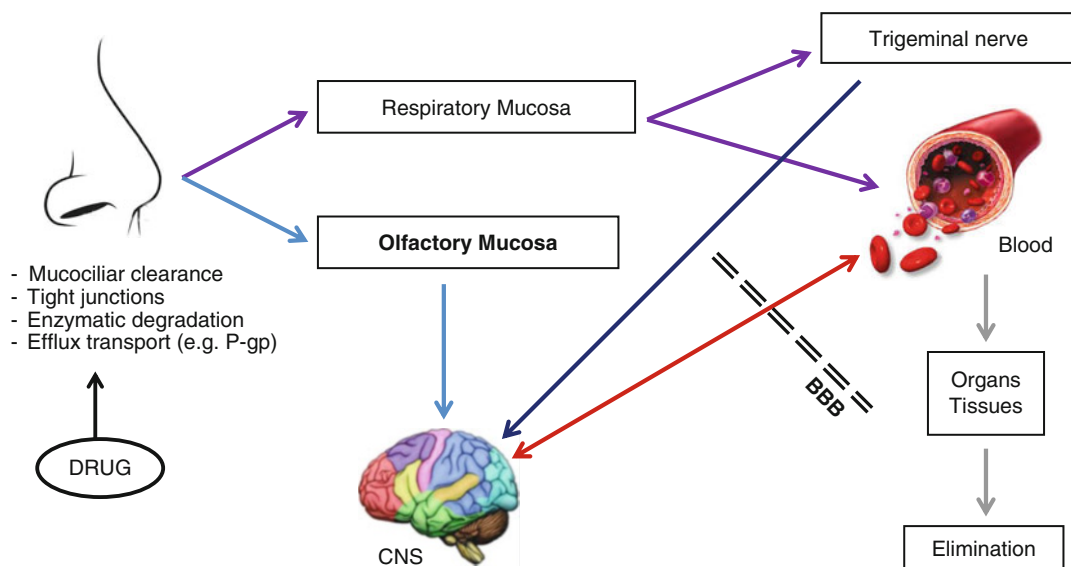 Trigeminal nerve
Respiratory Mucosa
Olfactory Mucosa
Blood
- Mucociliar clearance
- Tight junctions
- Enzymatic degradation
- Efflux transport (e.g. P-gp)
BBB
Organs
Tissues
DRUG
CNS
Elimination